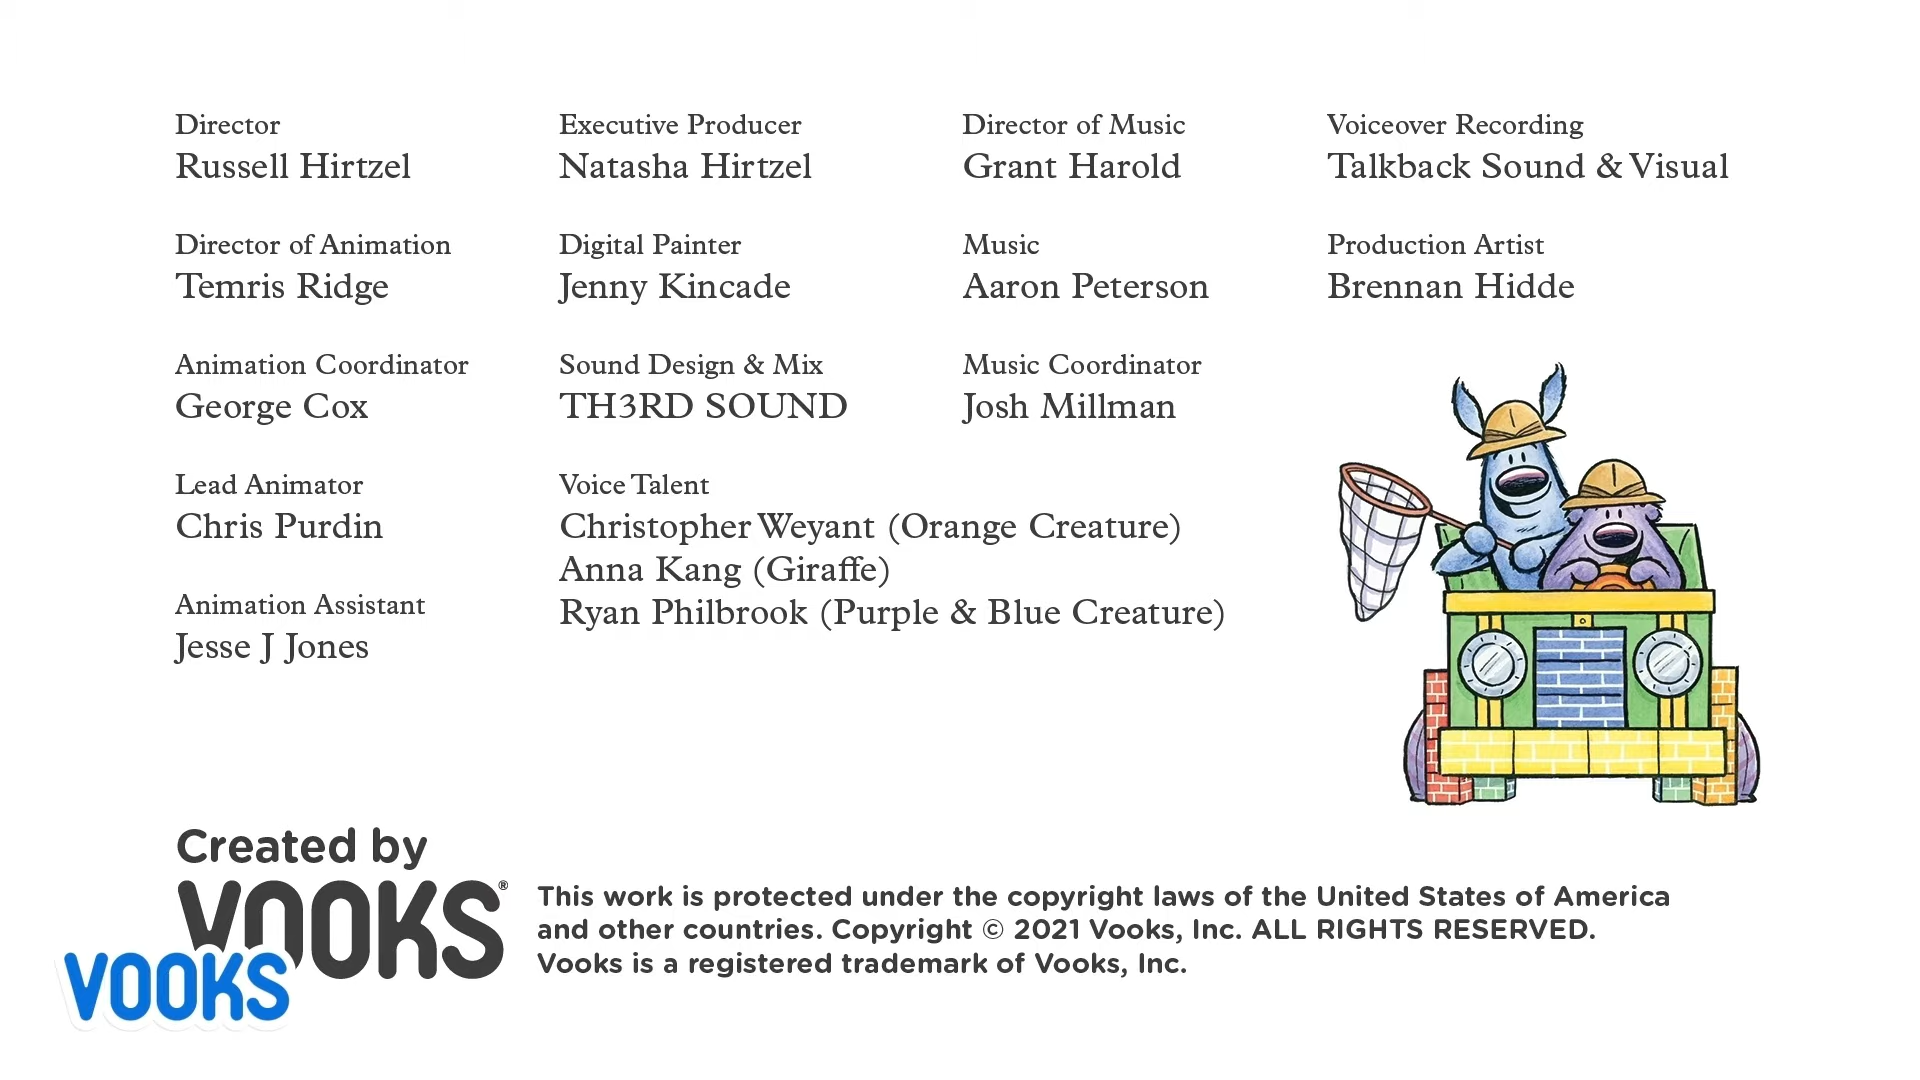 Director
Russell Hirtzel
Director of Animation
Temris Ridge
Animation Coordinator
George Cox
Lead Animator
Chris Purdin
Animation Assistant
Jesse J Jones
Executive Producer
Natasha Hirtzel
Digital Painter
Jenny Kincade
Sound Design & Mix
TH3RD SOUND
Voice Talent
Christopher Weyant (Orange Creature)
Anna Kang (Giraffe)
Ryan Philbrook (Purple & Blue Creature)
Director of Music
Grant Harold
Music
Aaron Peterson
Music Coordinator
Josh Millman
Voiceover Recording
Talkback Sound & Visual
Production Artist
Brennan Hidde
Created by
VOOKS®
This work is protected under the copyright laws of the United States of America
and other countries. Copyright © 2021 Vooks, Inc. ALL RIGHTS RESERVED.
Vooks is a registered trademark of Vooks, Inc.
VOOKS